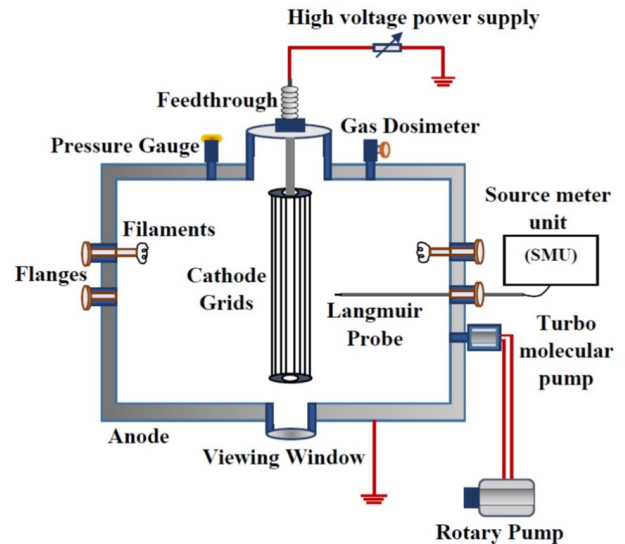 High voltage power supply
Feedthrough
Pressure Gauge
Gas Dosimeter
Source meter
unit
(SMU)
Filaments
Flanges
Cathode
Grids
Langmuir
Probe
Turbo
molecular
pump
Anode
Viewing Window
Rotary Pump